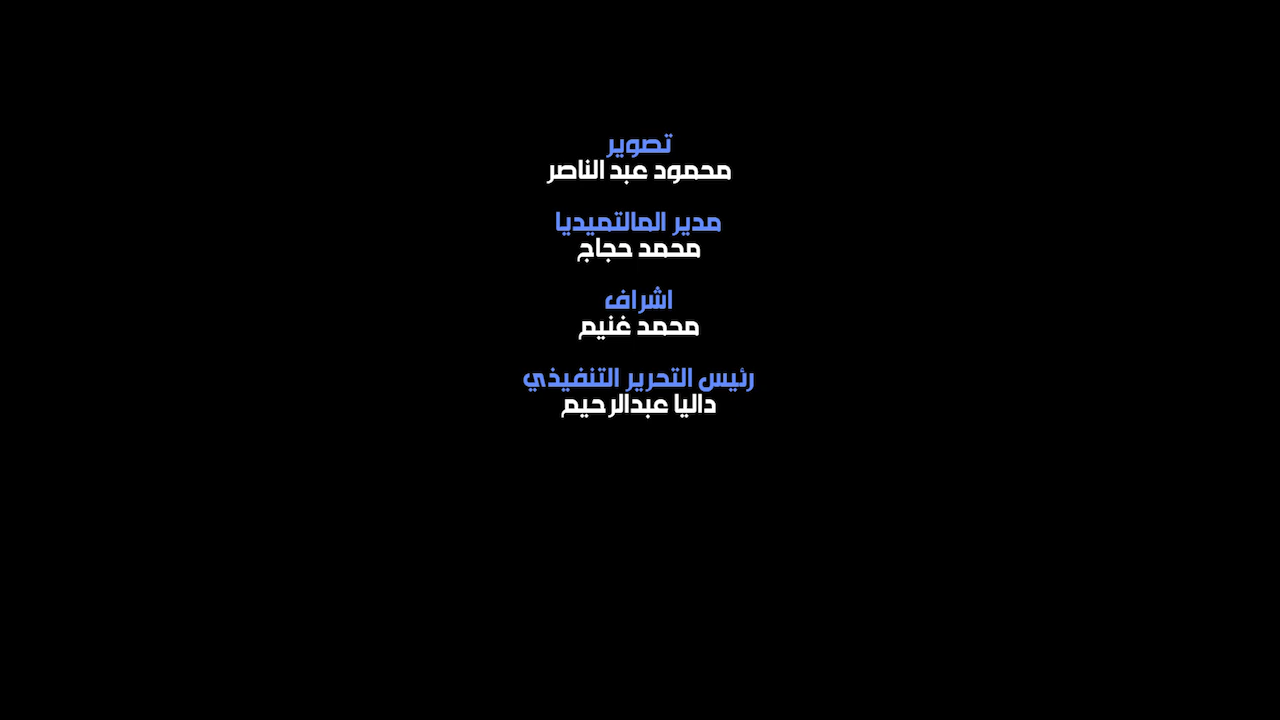 تصوير
محمود عبد الناصر
مدير المالتميديا
محمد حجاج
اشراف
محمد غنيم
رئيس التحرير التنفيذي
داليا عبدالرحيم